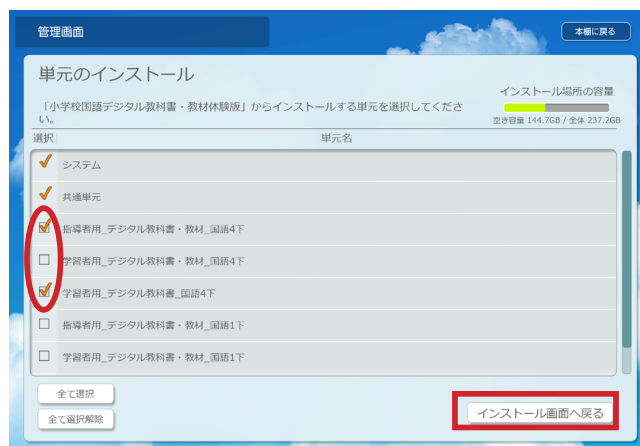 管理画面
本棚に戻る
単元のインストール
インストール場所の容量
「小学校国語デジタル教科書・教材体験版」からインストールする単元を選択してくださ
い。
空き容量 144.7GB / 全体 237.2GB
選択
単元名
システム
共通単元
指導者用_デジタル教科書・教材_国語4下
学習者用_デジタル教科書・教材_国語4下
学習者用_デジタル教科書_国語4下
指導者用_デジタル教科書・教材_国語1下
学習者用_デジタル教科書・教材_国語1下
全て選択
全て選択解除
インストール画面へ戻る